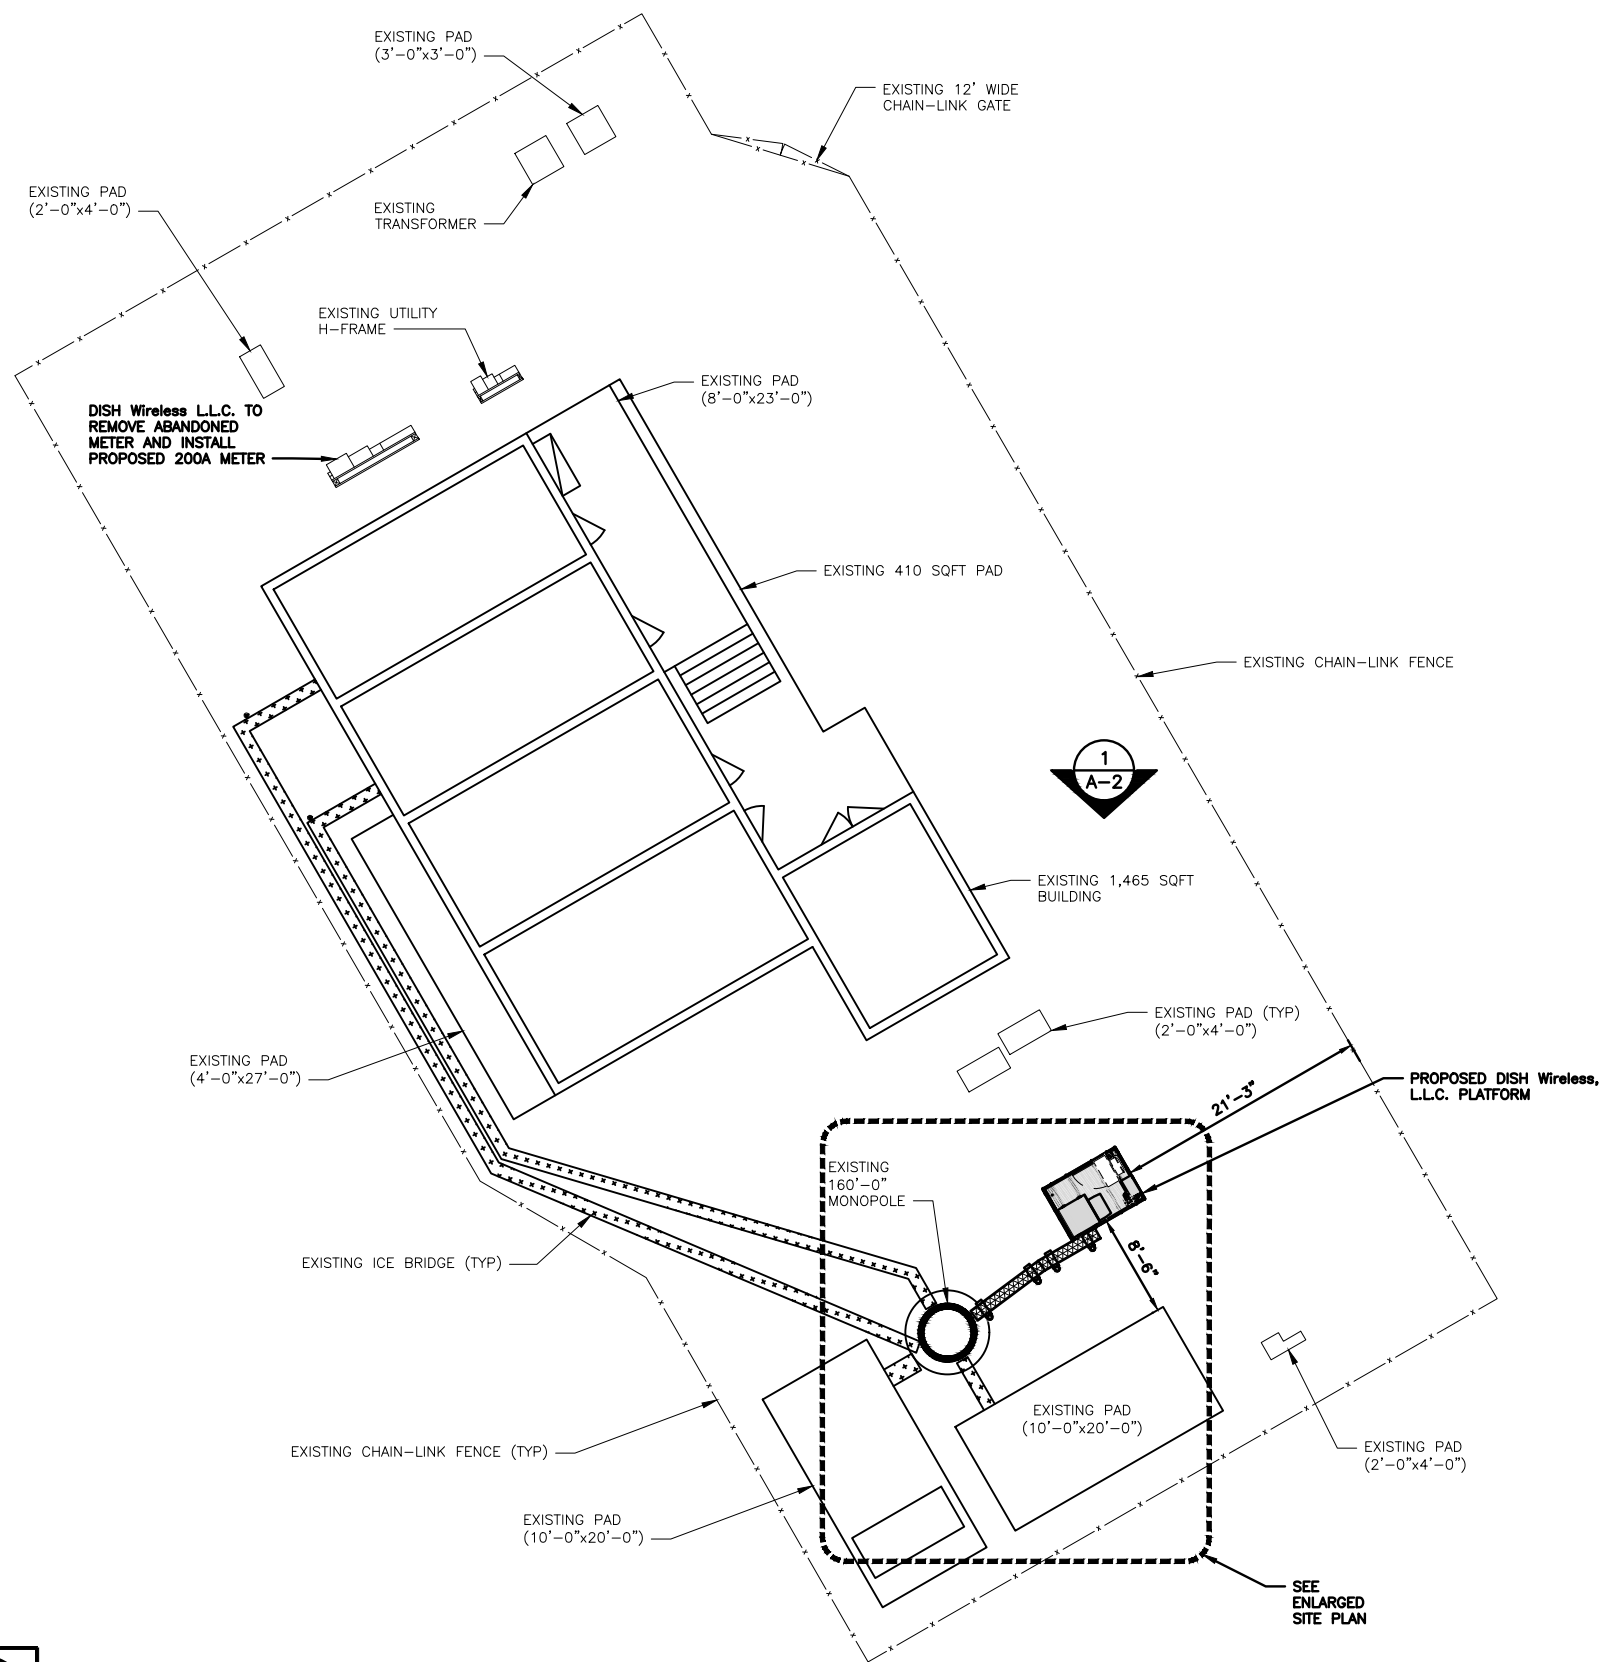 EXISTING PAD
(3'-0"x3'-0")
EXISTING 12' WIDE
CHAIN-LINK GATE
EXISTING PAD
(2'-0"x4'-0")
EXISTING
TRANSFORMER
EXISTING UTILITY
H-FRAME
EXISTING PAD
(8'-0"x23'-0")
DISH Wireless L.L.C. TO
REMOVE ABANDONED
METER AND INSTALL
PROPOSED 200A METER
EXISTING 410 SQFT PAD
EXISTING CHAIN-LINK FENCE
1
A-2
EXISTING 1,465 SQFT
BUILDING
EXISTING PAD (TYP)
(2'-0"x4'-0")
EXISTING PAD
(4'-0"x27'-0")
21'-3"
PROPOSED DISH Wireless,
L.L.C. PLATFORM
EXISTING
160'-0"
MONOPOLE
8'-6"
EXISTING ICE BRIDGE (TYP)
EXISTING PAD
(10'-0"x20'-0")
EXISTING CHAIN-LINK FENCE (TYP)
EXISTING PAD
(2'-0"x4'-0")
EXISTING PAD
(10'-0"x20'-0")
SEE
ENLARGED
SITE PLAN